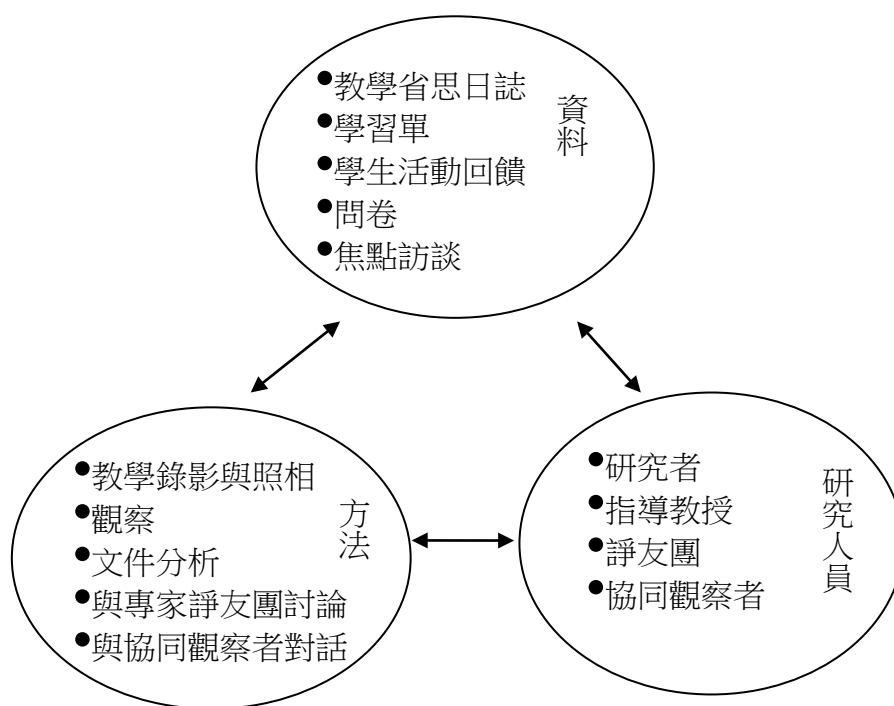 ●教學省思日誌
●學習單
●學生活動回饋
●問卷
●焦點訪談
資料
●教學錄影與照相
●觀察
●文件分析
●與專家諍友團討論
●與協同觀察者對話
方法
●研究者
●指導教授
●諍友團
●協同觀察者
研究人員